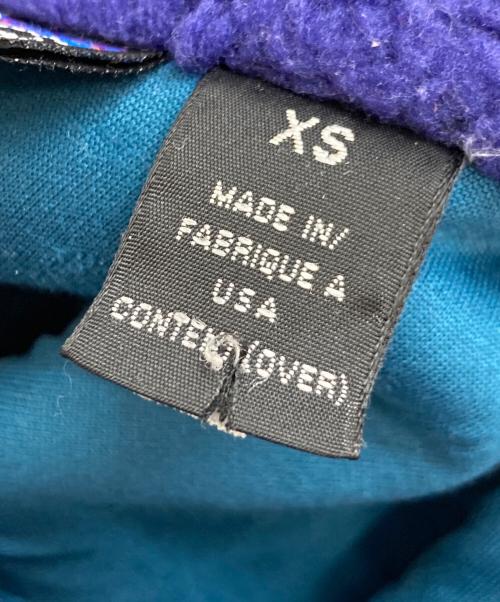 XS
MADE IN/
FABRIQUE A
USA
CONTENT (OVER)